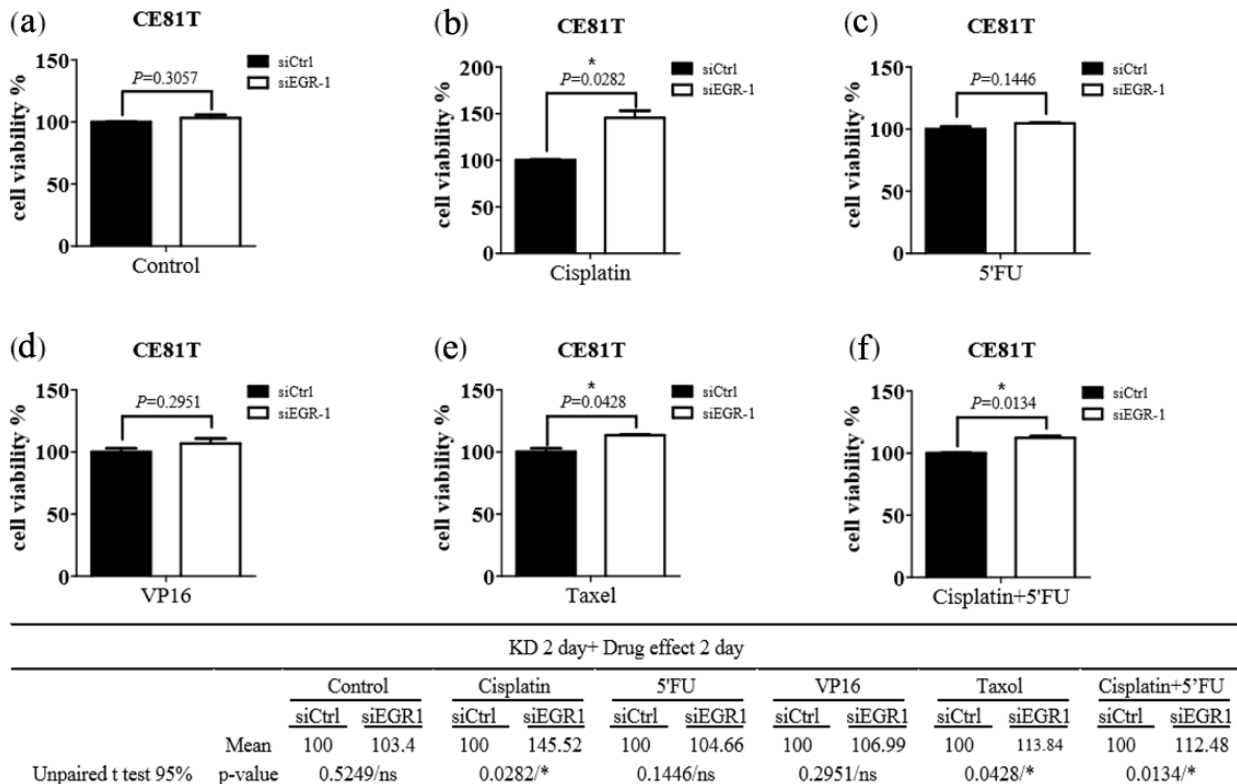 (a)
CE81T
siCtrl
siEGR-1
P=0.3057
cell viability %
150
100
50
0
Control
(b)
CE81T
siCtrl
siEGR-1
*
P=0.0282
cell viability %
200
150
100
50
0
Cisplatin
(c)
CE81T
siCtrl
siEGR-1
P=0.1446
cell viability %
150
100
50
0
5'FU
(d)
CE81T
siCtrl
siEGR-1
P=0.2951
cell viability %
150
100
50
0
VP16
(e)
CE81T
siCtrl
siEGR-1
*
P=0.0428
cell viability %
150
100
50
0
Taxel
(f)
CE81T
siCtrl
siEGR-1
*
P=0.0134
cell viability %
150
100
50
0
Cisplatin+5'FU
KD 2 day+ Drug effect 2 day
Control Cisplatin 5'FU VP16 Taxol Cisplatin+5’FU
siCtrl siEGR1 siCtrl siEGR1 siCtrl siEGR1 siCtrl siEGR1 siCtrl siEGR1 siCtrl siEGR1
Mean 100 103.4 100 145.52 100 104.66 100 106.99 100 113.84 100 112.48
Unpaired t test 95% p-value 0.5249/ns 0.0282/* 0.1446/ns 0.2951/ns 0.0428/* 0.0134/*